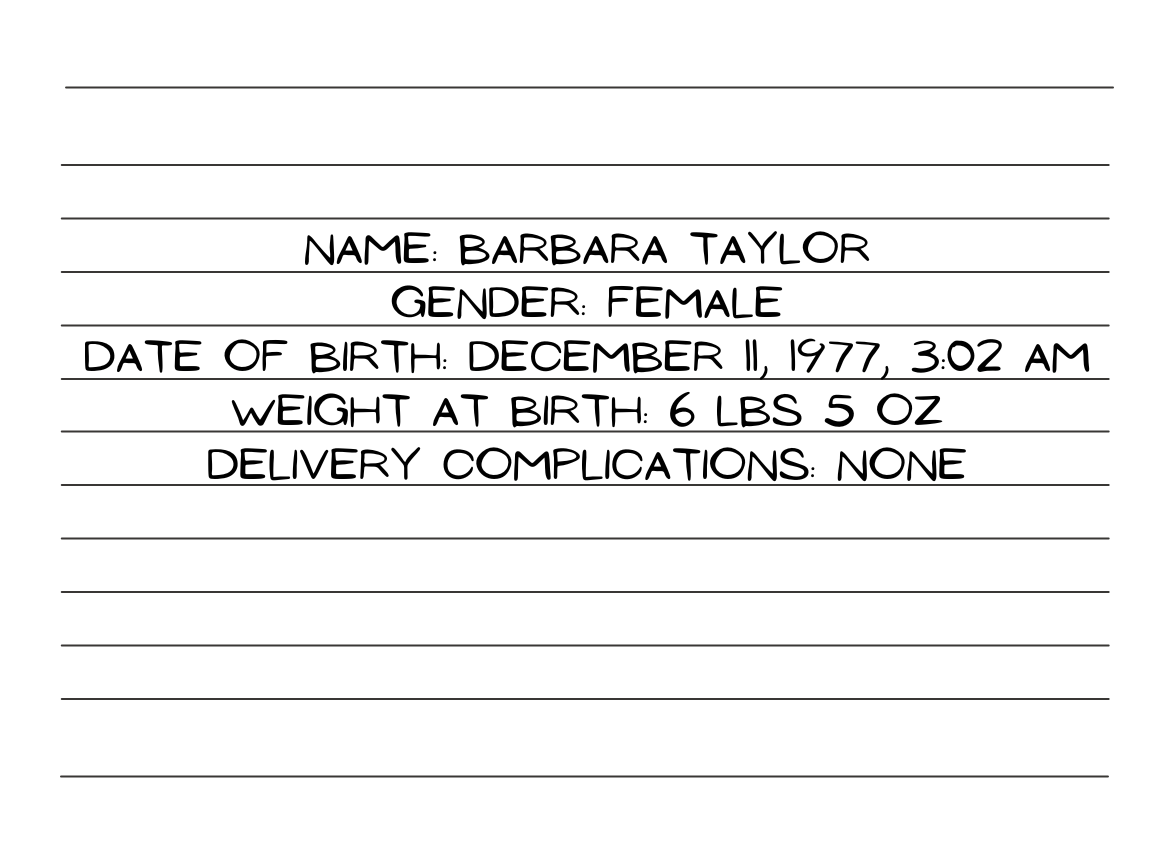 NAME: BARBARA TAYLOR
GENDER: FEMALE
DATE OF BIRTH: DECEMBER 11, 1977, 3:02 AM
WEIGHT AT BIRTH: 6 LBS 5 OZ
DELIVERY COMPLICATIONS: NONE